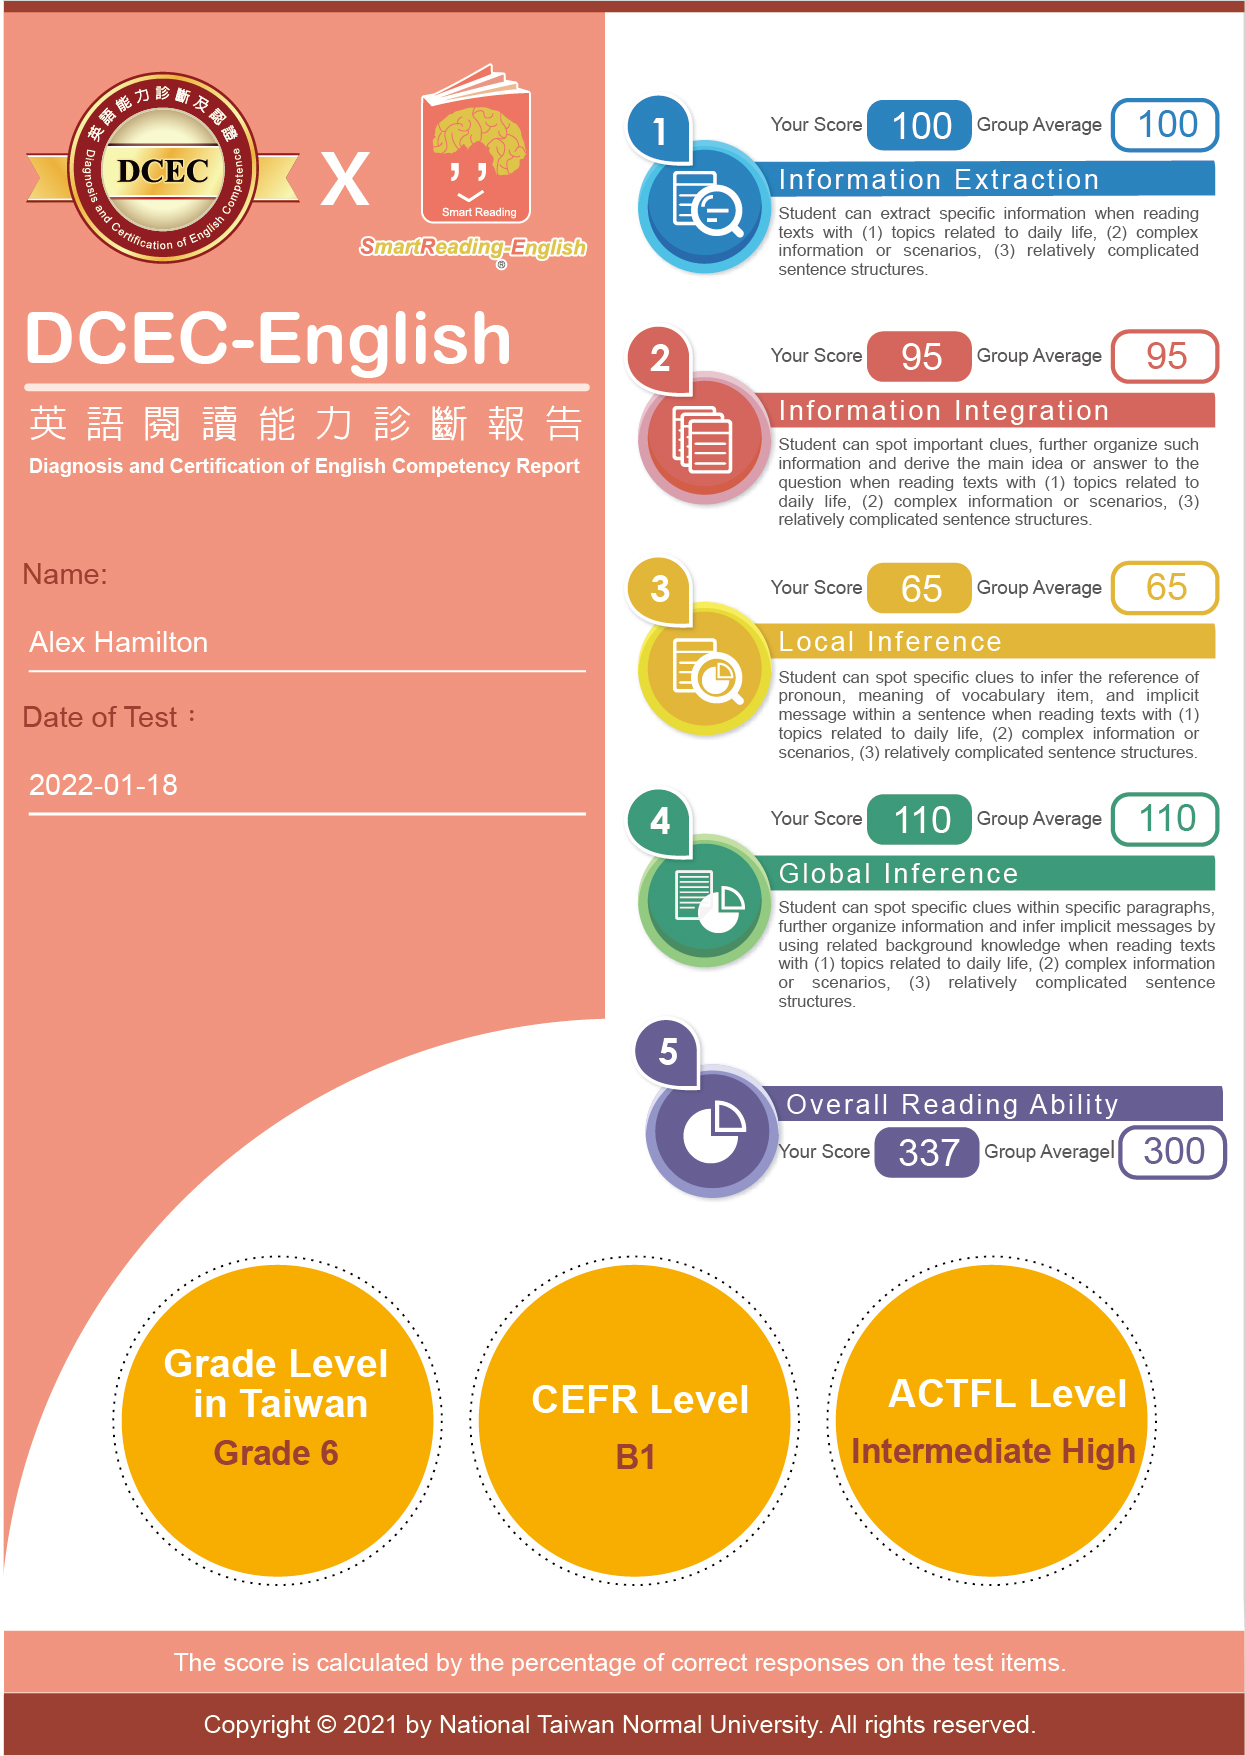 英語能力診斷及認證
DCEC
Diagnosis and Certification of English Competence
X
Smart Reading
SmartReading-English
®
DCEC-English
英語閱讀能力診斷報告
Diagnosis and Certification of English Competency Report
Name:
Alex Hamilton
Date of Test：
2022-01-18
1
Your Score 100 Group Average 100
Information Extraction
Student can extract specific information when reading
texts with (1) topics related to daily life, (2) complex
information or scenarios, (3) relatively complicated
sentence structures.
2
Your Score 95 Group Average 95
Information Integration
Student can spot important clues, further organize such
information and derive the main idea or answer to the
question when reading texts with (1) topics related to
daily life, (2) complex information or scenarios, (3)
relatively complicated sentence structures.
3
Your Score 65 Group Average 65
Local Inference
Student can spot specific clues to infer the reference of
pronoun, meaning of vocabulary item, and implicit
message within a sentence when reading texts with (1)
topics related to daily life, (2) complex information or
scenarios, (3) relatively complicated sentence structures.
4
Your Score 110 Group Average 110
Global Inference
Student can spot specific clues within specific paragraphs,
further organize information and infer implicit messages by
using related background knowledge when reading texts
with (1) topics related to daily life, (2) complex information
or scenarios, (3) relatively complicated sentence
structures.
5
Overall Reading Ability
Your Score 337 Group Averagel 300
Grade Level
in Taiwan
Grade 6
CEFR Level
B1
ACTFL Level
Intermediate High
The score is calculated by the percentage of correct responses on the test items.
Copyright © 2021 by National Taiwan Normal University. All rights reserved.